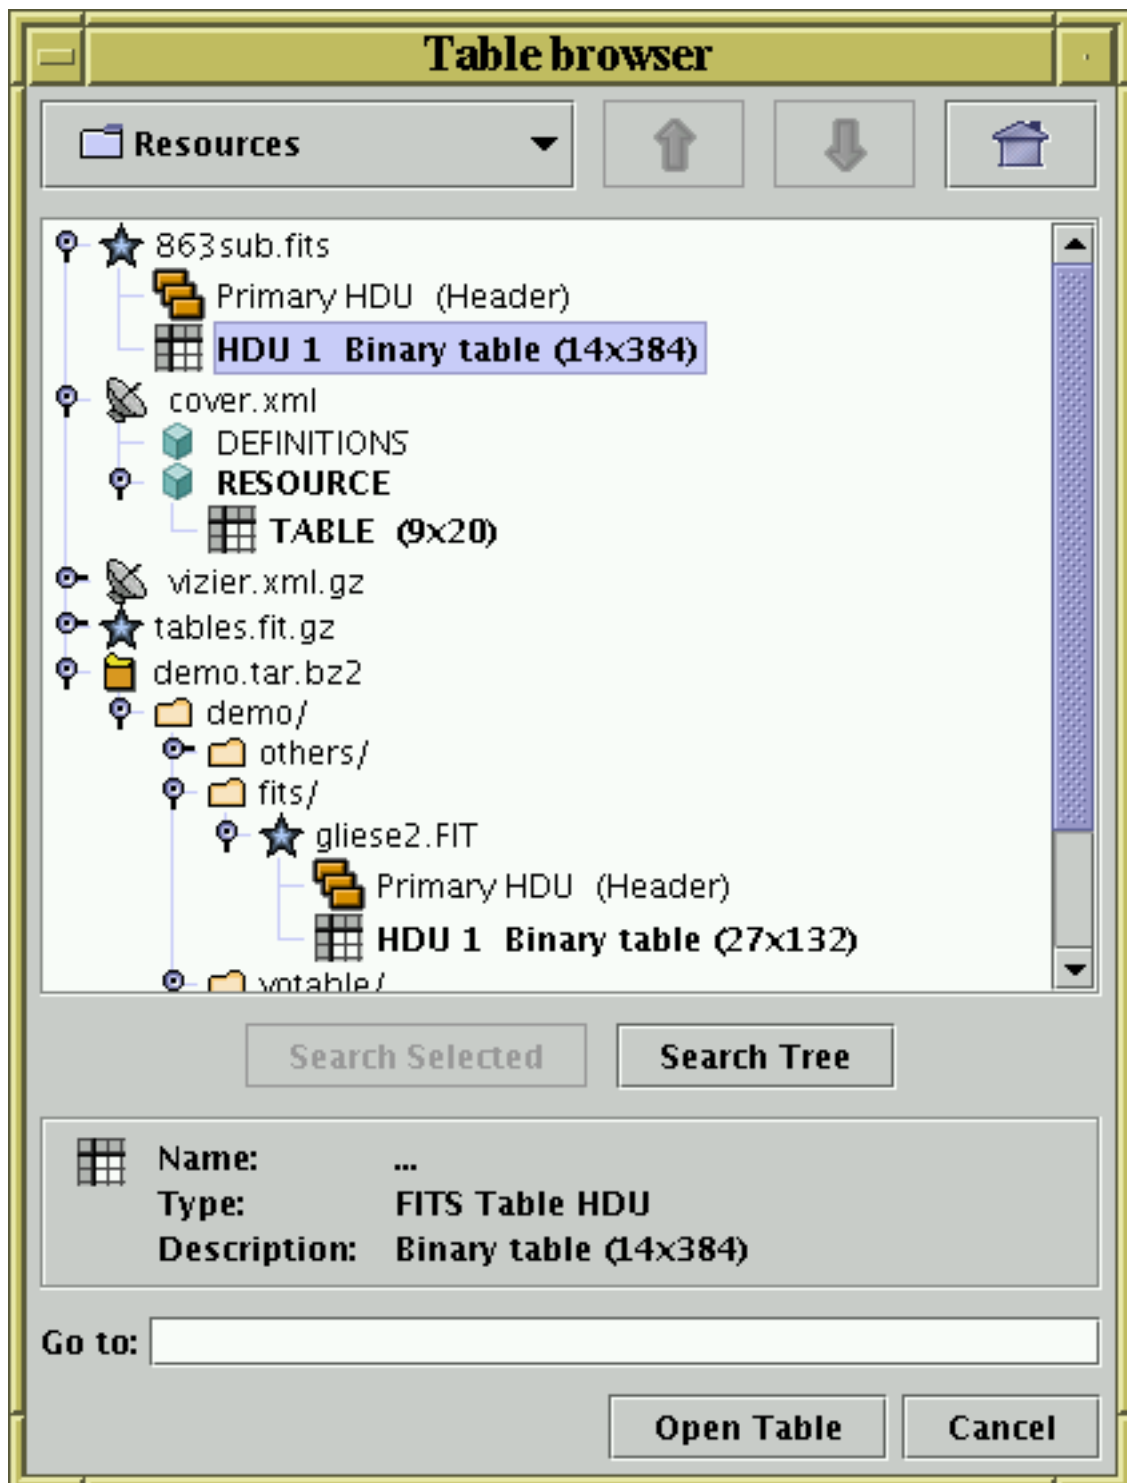 Table browser
Resources
863sub.fits
Primary HDU (Header)
HDU 1 Binary table (14x384)
cover.xml
DEFINITIONS
RESOURCE
TABLE (9x20)
vizier.xml.gz
tables.fit.gz
demo.tar.bz2
demo/
others/
fits/
gliese2.FIT
Primary HDU (Header)
HDU 1 Binary table (27x132)
votable/
Search Selected Search Tree
Name: ...
Type: FITS Table HDU
Description: Binary table (14x384)
Go to:
Open Table Cancel